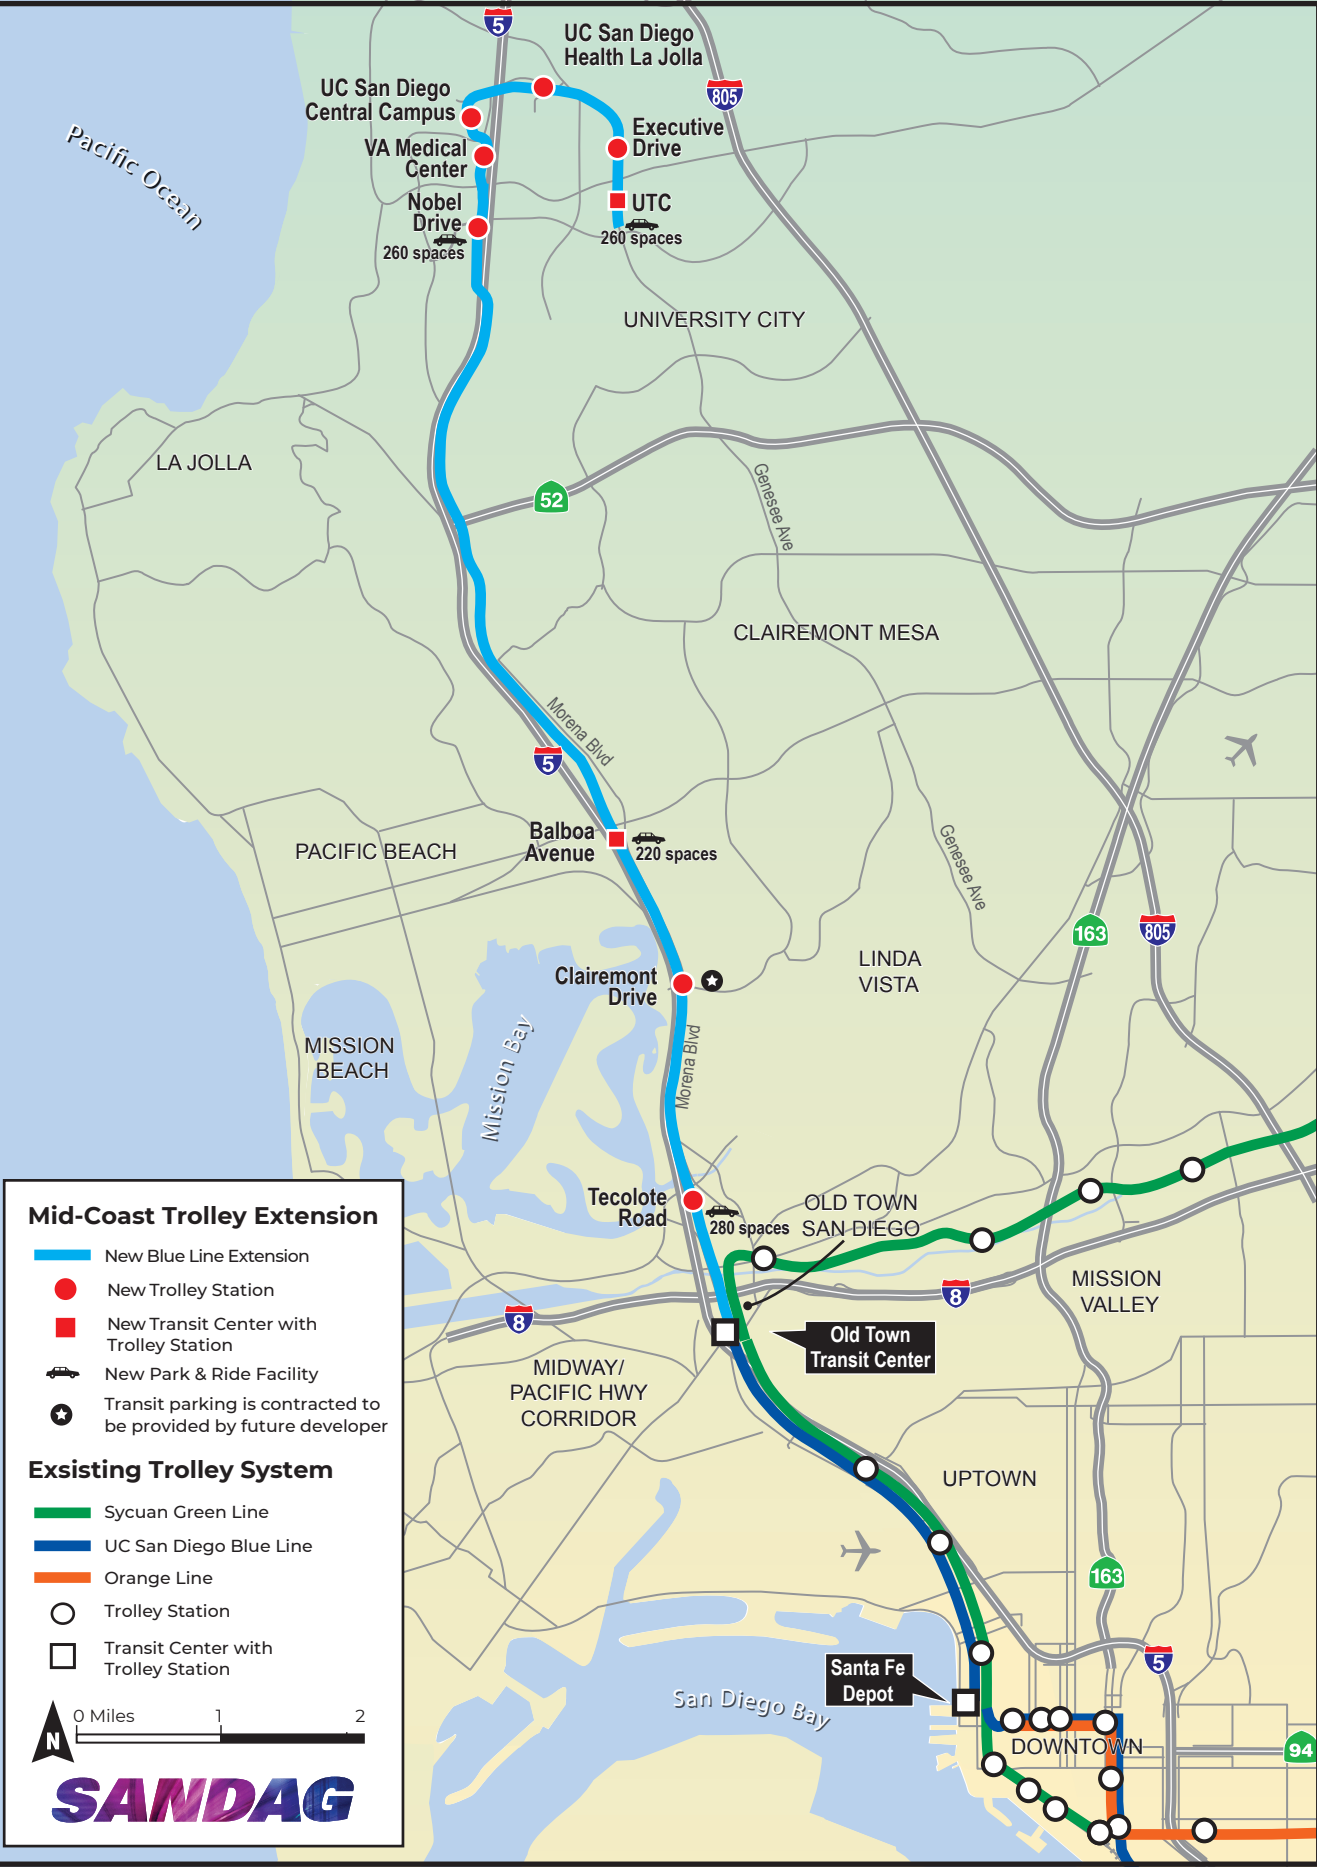 5
UC San Diego
Health La Jolla
805
UC San Diego
Central Campus
Pacific Ocean
Executive
Drive
VA Medical
Center
Nobel
Drive
260 spaces
UTC
260 spaces
UNIVERSITY CITY
LA JOLLA
52
Genesee Ave
CLAIREMONT MESA
Morena Blvd
5
Balboa
Avenue
220 spaces
PACIFIC BEACH
Genesee Ave
163
805
LINDA
VISTA
Clairemont
Drive
MISSION
BEACH
Mission Bay
Morena Blvd
Tecolote
Road
280 spaces
OLD TOWN
SAN DIEGO
8
8
MISSION
VALLEY
Old Town
Transit Center
MIDWAY/
PACIFIC HWY
CORRIDOR
UPTOWN
163
5
Santa Fe
Depot
San Diego Bay
DOWNTOWN
94
Mid-Coast Trolley Extension
New Blue Line Extension
New Trolley Station
New Transit Center with
Trolley Station
New Park & Ride Facility
Transit parking is contracted to
be provided by future developer
Exsisting Trolley System
Sycuan Green Line
UC San Diego Blue Line
Orange Line
Trolley Station
Transit Center with
Trolley Station
N
0 Miles 1 2
SANDAG